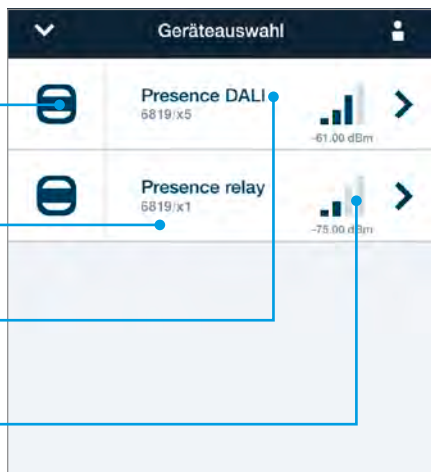 Geräteauswahl
Presence DALI
6819/x5
-61.00 dBm
Presence relay
6819/x1
-75.00 dBm